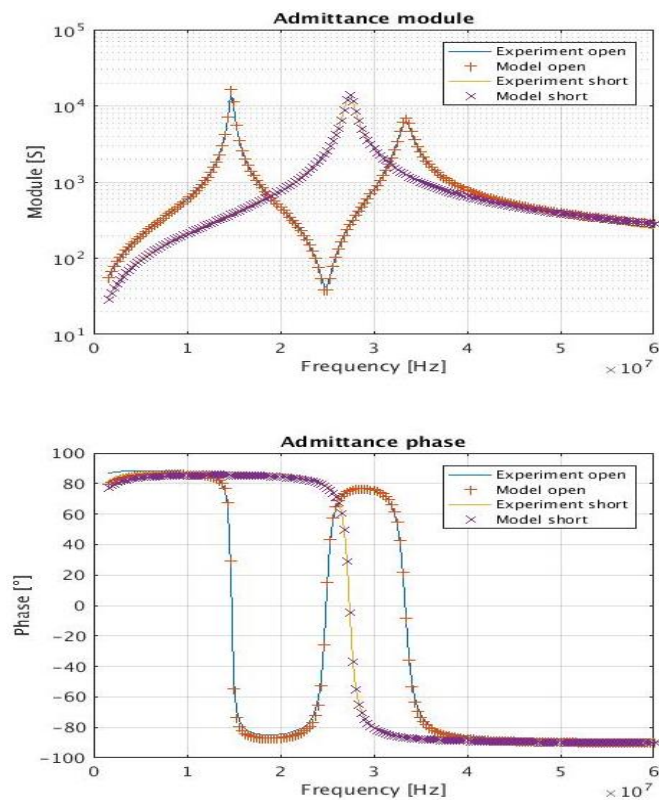 Admittance module
10^5
Experiment open
Model open
Experiment short
Model short
10^4
Module [S]
10^3
10^2
10^1
0 1 2 3 4 5 6
Frequency [Hz]
× 10^7
Admittance phase
100
Experiment open
Model open
Experiment short
Model short
80
60
40
20
Phase [°]
0
-20
-40
-60
-80
-100
0 1 2 3 4 5 6
Frequency [Hz]
× 10^7